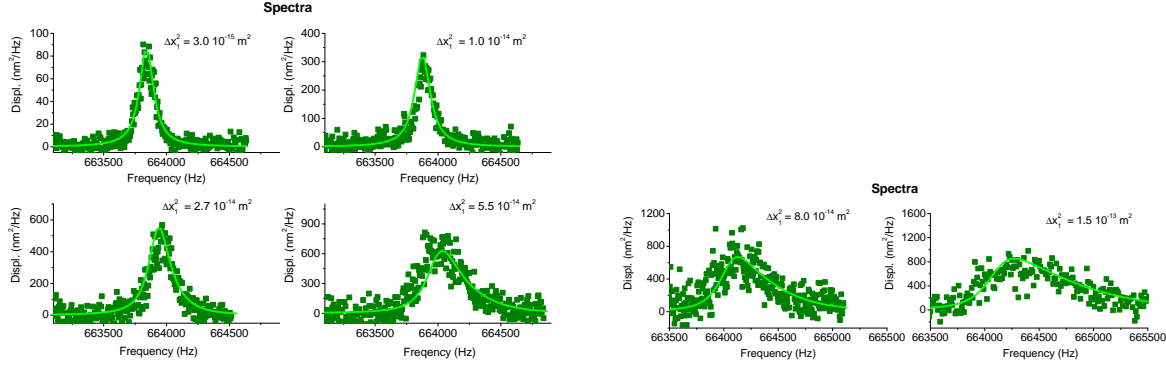 Spectra
Δx₁² = 3.0 10⁻¹⁵ m²
Displ. (nm²/Hz)
100
80
60
40
20
0
663500 664000 664500
Frequency (Hz)
Δx₁² = 1.0 10⁻¹⁴ m²
Displ. (nm²/Hz)
400
300
200
100
0
663500 664000 664500
Frequency (Hz)
Δx₁² = 2.7 10⁻¹⁴ m²
Displ. (nm²/Hz)
600
400
200
0
663500 664000 664500
Frequency (Hz)
Δx₁² = 5.5 10⁻¹⁴ m²
Displ. (nm²/Hz)
900
600
300
0
663500 664000 664500
Freqency (Hz)
Spectra
Δx₁² = 8.0 10⁻¹⁴ m²
Displ. (nm²/Hz)
1200
800
400
0
663500 664000 664500 665000 665500
Frequency (Hz)
Δx₁² = 1.5 10⁻¹³ m²
Displ. (nm²/Hz)
1600
1200
800
400
0
663500 664000 664500 665000 665500
Frequency (Hz)